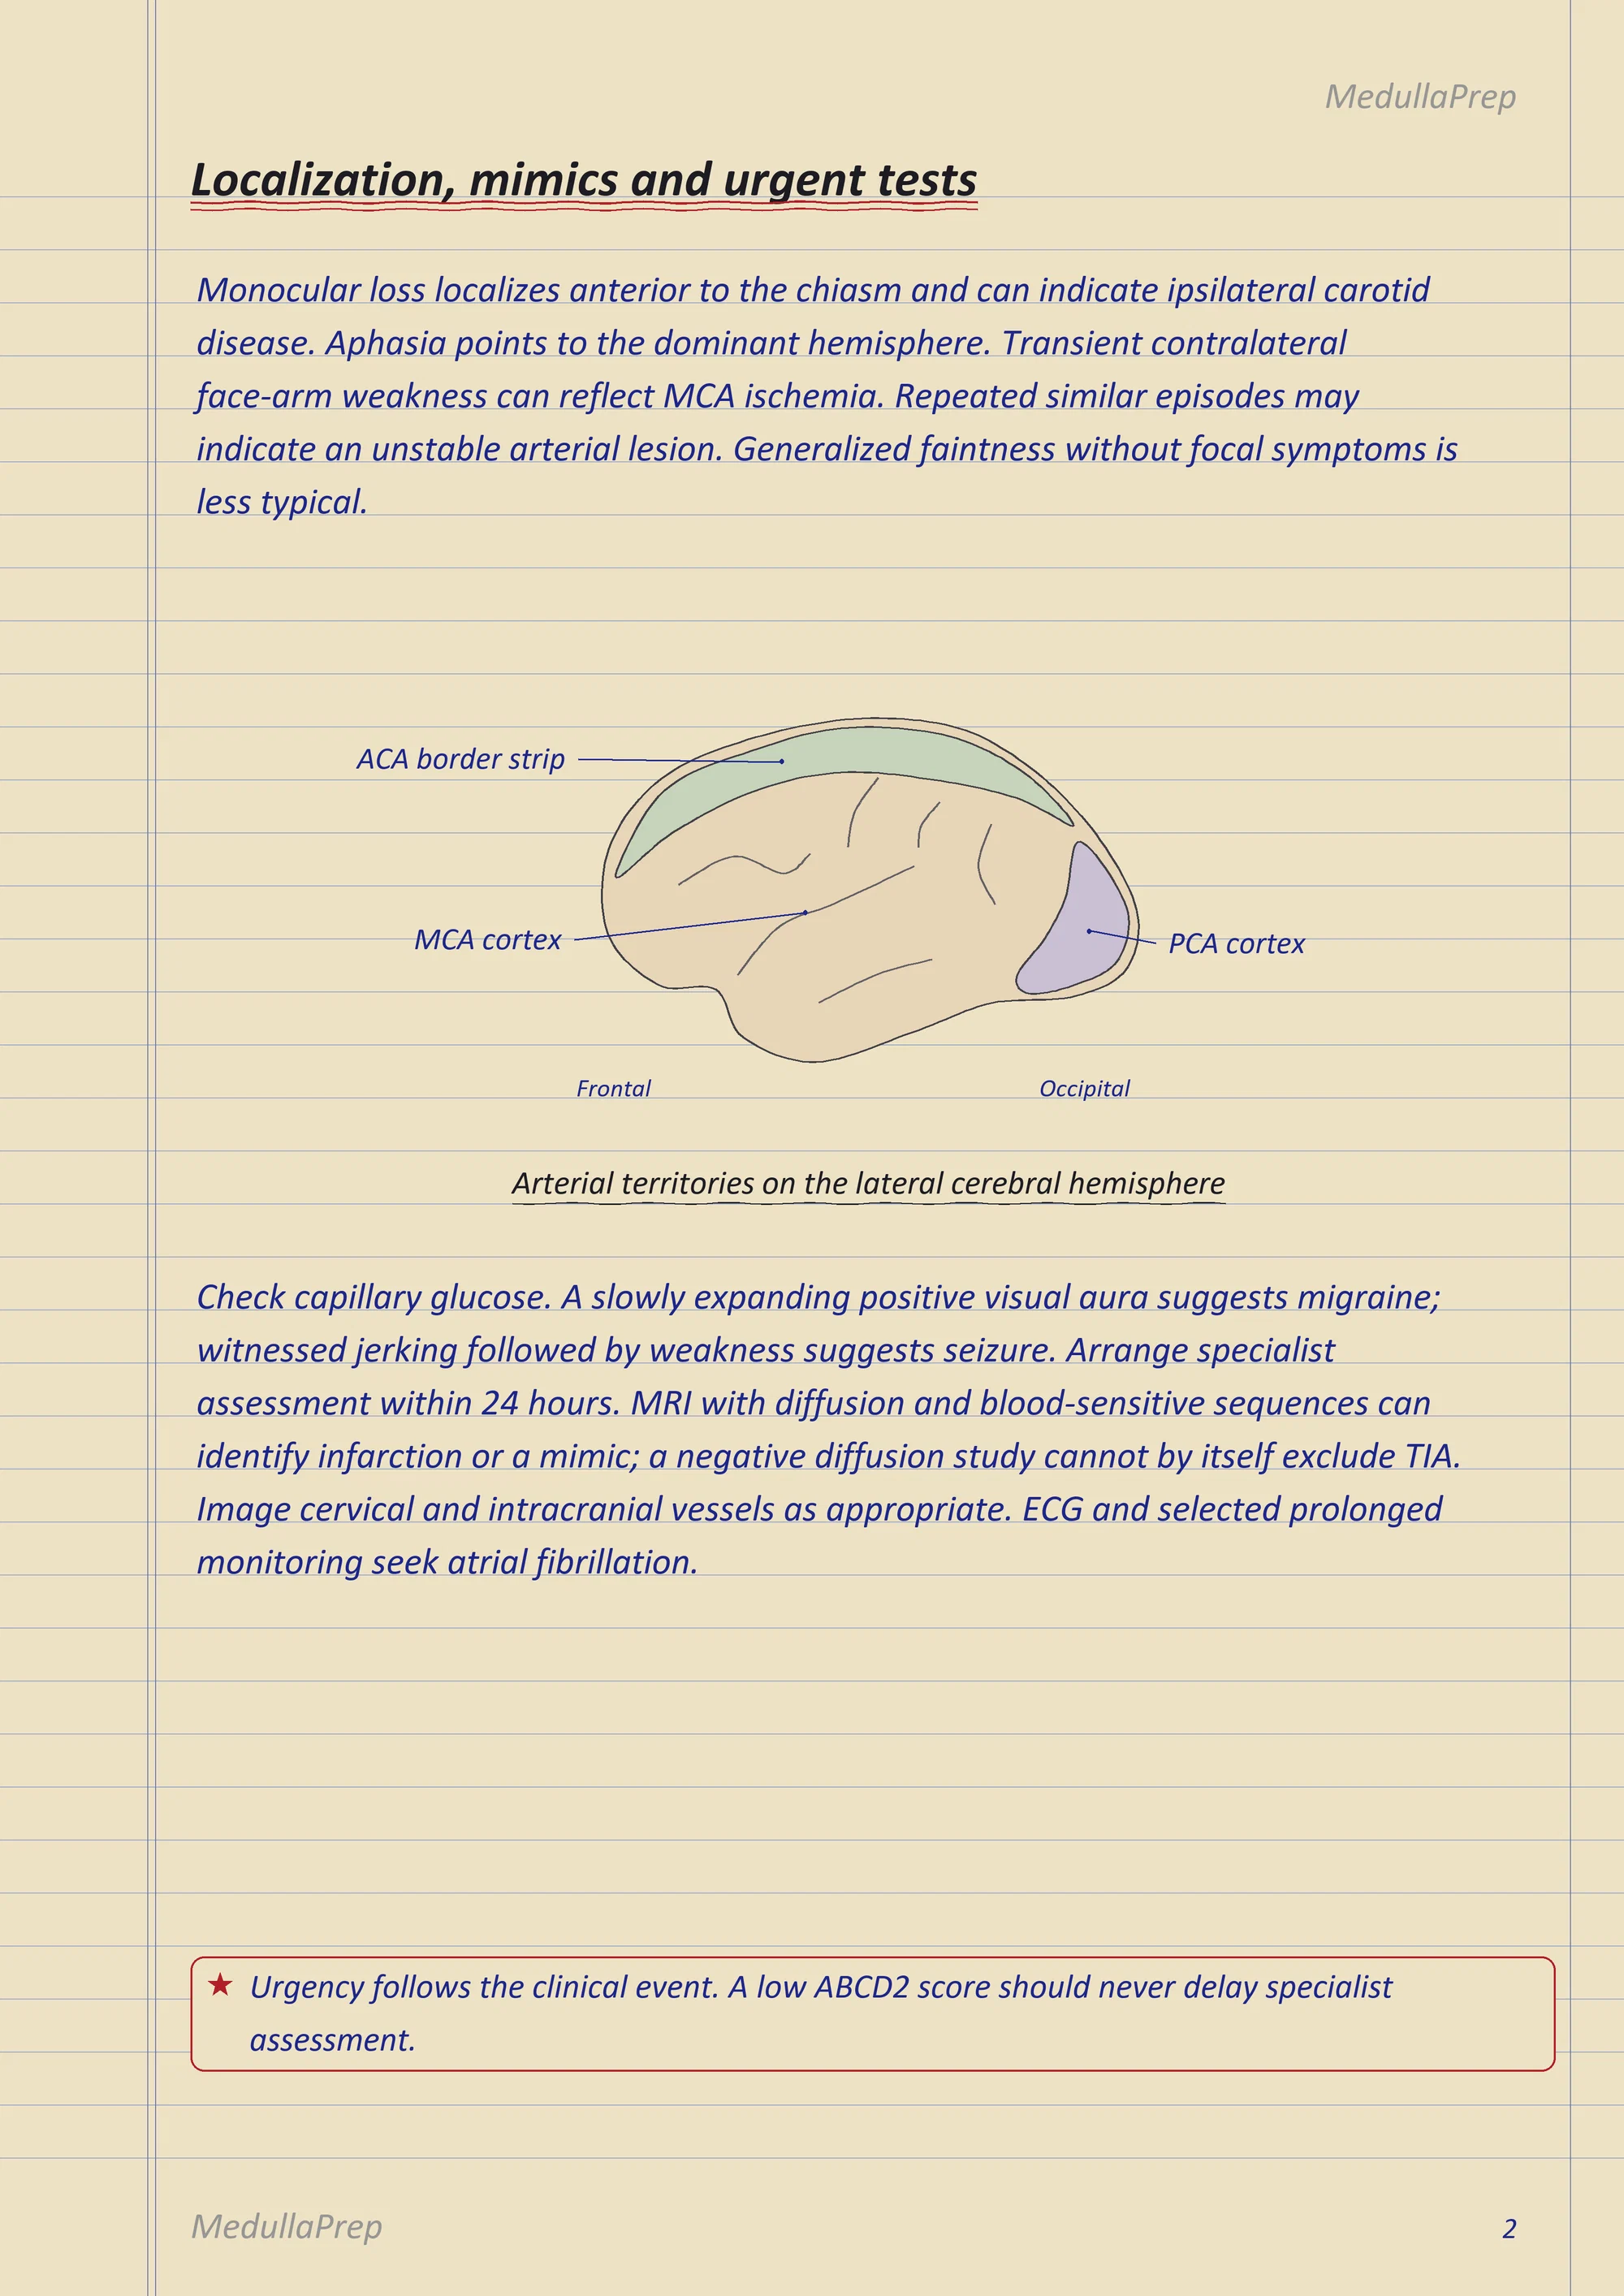 MedullaPrep
Localization, mimics and urgent tests
Monocular loss localizes anterior to the chiasm and can indicate ipsilateral carotid
disease. Aphasia points to the dominant hemisphere. Transient contralateral
face-arm weakness can reflect MCA ischemia. Repeated similar episodes may
indicate an unstable arterial lesion. Generalized faintness without focal symptoms is
less typical.
ACA border strip
MCA cortex
PCA cortex
Frontal
Occipital
Arterial territories on the lateral cerebral hemisphere
Check capillary glucose. A slowly expanding positive visual aura suggests migraine;
witnessed jerking followed by weakness suggests seizure. Arrange specialist
assessment within 24 hours. MRI with diffusion and blood-sensitive sequences can
identify infarction or a mimic; a negative diffusion study cannot by itself exclude TIA.
Image cervical and intracranial vessels as appropriate. ECG and selected prolonged
monitoring seek atrial fibrillation.
★ Urgency follows the clinical event. A low ABCD2 score should never delay specialist
assessment.
MedullaPrep
2